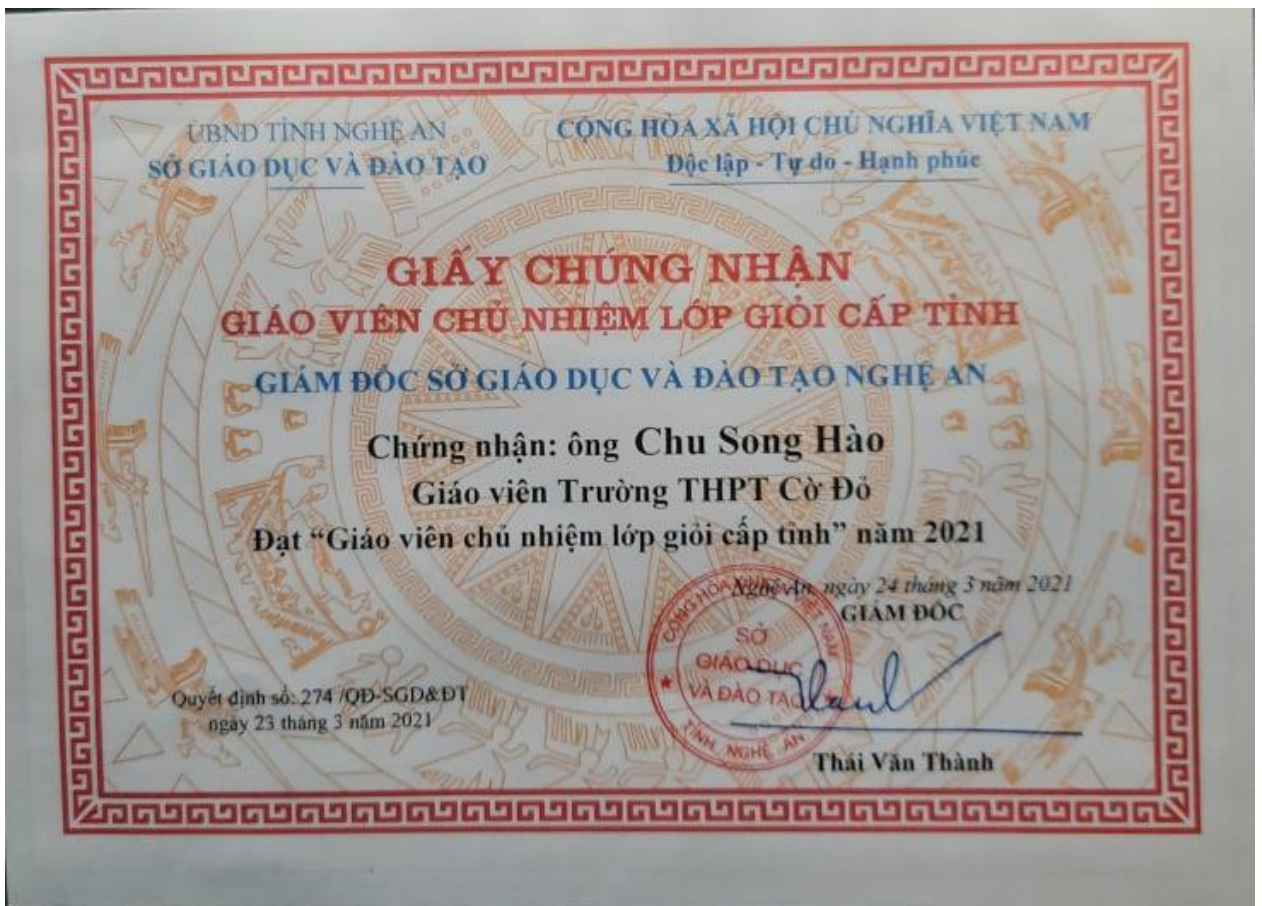 UBND TỈNH NGHỆ AN
SỞ GIÁO DỤC VÀ ĐÀO TẠO
CỘNG HÒA XÃ HỘI CHỦ NGHĨA VIỆT NAM
Độc lập - Tự do - Hạnh phúc
GIẤY CHỨNG NHẬN
GIÁO VIÊN CHỦ NHIỆM LỚP GIỎI CẤP TỈNH
GIÁM ĐỐC SỞ GIÁO DỤC VÀ ĐÀO TẠO NGHỆ AN
Chứng nhận: ông Chu Song Hào
Giáo viên Trường THPT Cờ Đỏ
Đạt “Giáo viên chủ nhiệm lớp giỏi cấp tỉnh” năm 2021
Nghệ An, ngày 24 tháng 3 năm 2021
GIÁM ĐỐC
SỞ
GIÁO DỤC
VÀ ĐÀO TẠO
TỈNH NGHỆ AN
Thái Văn Thành
Quyết định số: 274 /QĐ-SGD&ĐT
ngày 23 tháng 3 năm 2021